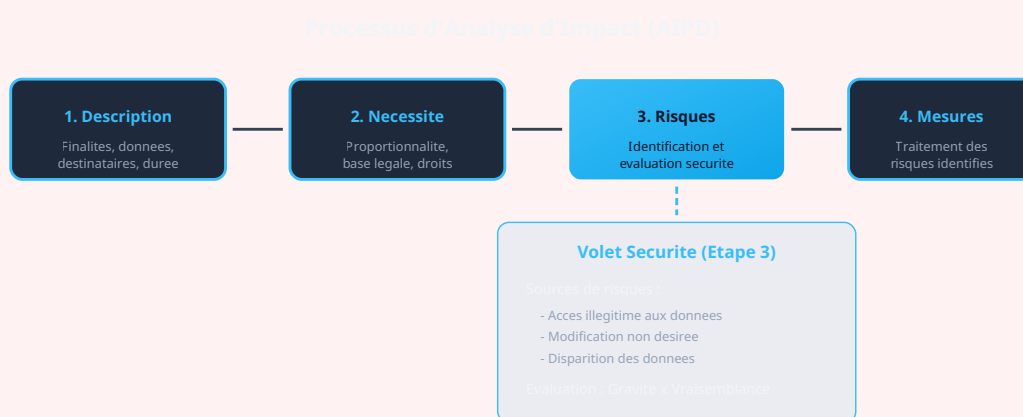 Processus d'Analyse d'Impact (AIPD)
1. Description
Finalites, donnees,
destinataires, duree
2. Necessite
Proportionnalite,
base legale, droits
3. Risques
Identification et
evaluation securite
4. Mesures
Traitement des
risques identifies
Volet Securite (Etape 3)
Sources de risques :
- Acces illegitime aux donnees
- Modification non desiree
- Disparition des donnees
Evaluation : Gravite x Vraisemblance